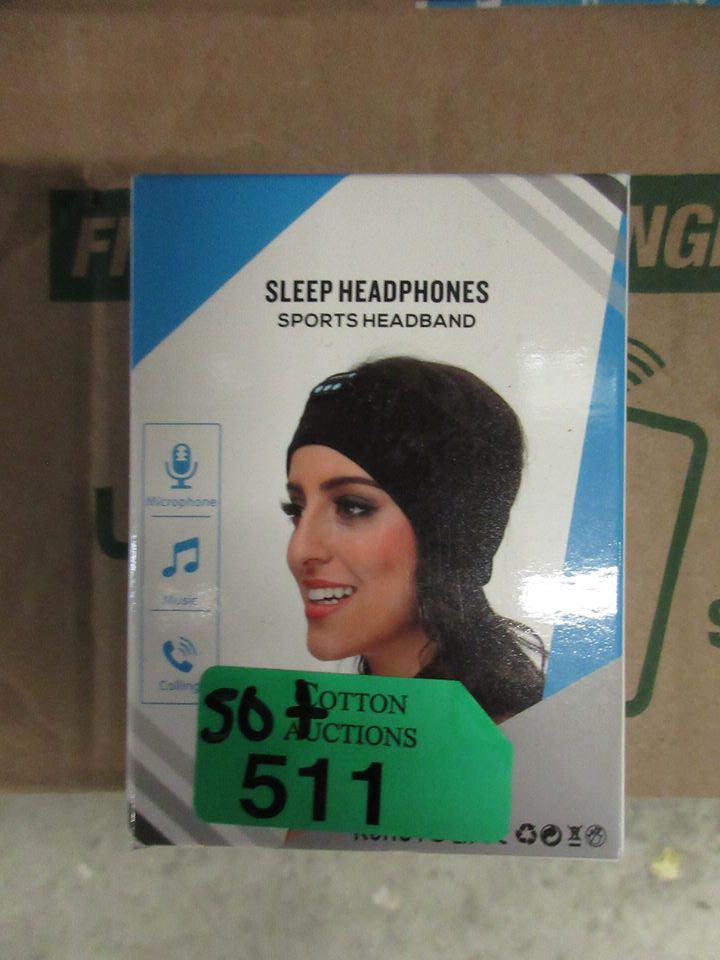 SLEEP HEADPHONES
SPORTS HEADBAND
Microphone
Music
Calling
50+
COTTON
AUCTIONS
511